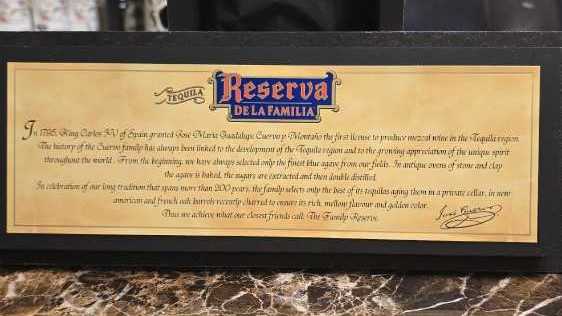 TEQUILA
Reserva
DE LA FAMILIA
In 1795, King Carlos IV of Spain granted José María Guadalupe Cuervo y Montaño the first license to produce mezcal wine in the Tequila region.
The history of the Cuervo family has always been linked to the development of the Tequila region and to the growing appreciation of the unique spirit
throughout the world. From the beginning, we have always selected only the finest blue agave from our fields. In antique ovens of stone and clay
the agave is baked, the sugars are extracted and then double distilled.
In celebration of our long tradition that spans more than 200 years, the family selects only the best of its tequilas aging them in a private cellar, in new
american and french oak barrels recently charred to ensure its rich, mellow flavour and golden color.
Thus we achieve what our closest friends call: The Family Reserve.
José Cuervo